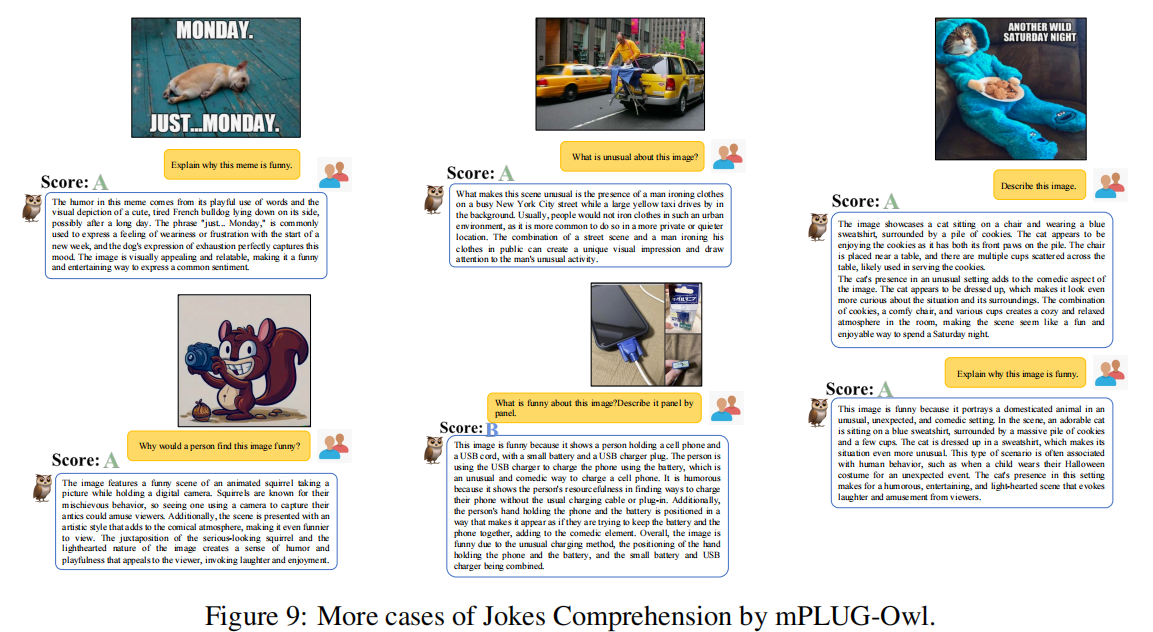 MONDAY.
JUST...MONDAY.
Explain why this meme is funny.
Score: A
The humor in this meme comes from its playful use of words and the
visual depiction of a cute, tired French bulldog lying down on its side,
possibly after a long day. The phrase "just... Monday," is commonly
used to express a feeling of weariness or frustration with the start of a
new week, and the dog's expression of exhaustion perfectly captures this
mood. The image is visually appealing and relatable, making it a funny
and entertaining way to express a common sentiment.
Why would a person find this image funny?
Score: A
The image features a funny scene of an animated squirrel taking a
picture while holding a digital camera. Squirrels are known for their
mischievous behavior, so seeing one using a camera to capture their
antics could amuse viewers. Additionally, the scene is presented with an
artistic style that adds to the comical atmosphere, making it even funnier
to view. The juxtaposition of the serious-looking squirrel and the
lighthearted nature of the image creates a sense of humor and
playfulness that appeals to the viewer, invoking laughter and enjoyment.
What is unusual about this image?
Score: A
What makes this scene unusual is the presence of a man ironing clothes
on a busy New York City street while a large yellow taxi drives by in
the background. Usually, people would not iron clothes in such an urban
environment, as it is more common to do so in a more private or quieter
location. The combination of a street scene and a man ironing his
clothes in public can create a unique visual impression and draw
attention to the man's unusual activity.
What is funny about this image?Describe it panel by
panel.
Score: B
This image is funny because it shows a person holding a cell phone and
a USB cord, with a small battery and a USB charger plug. The person is
using the USB charger to charge the phone using the battery, which is
an unusual and comedic way to charge a cell phone. It is humorous
because it shows the person's resourcefulness in finding ways to charge
their phone without the usual charging cable or plug-in. Additionally,
the person's hand holding the phone and the battery is positioned in a
way that makes it appear as if they are trying to keep the battery and the
phone together, adding to the comedic element. Overall, the image is
funny due to the unusual charging method, the positioning of the hand
holding the phone and the battery, and the small battery and USB
charger being combined.
ANOTHER WILD
SATURDAY NIGHT
Describe this image.
Score: A
The image showcases a cat sitting on a chair and wearing a blue
sweatshirt, surrounded by a pile of cookies. The cat appears to be
enjoying the cookies as it has both its front paws on the pile. The chair
is placed near a table, and there are multiple cups scattered across the
table, likely used in serving the cookies.
The cat's presence in an unusual setting adds to the comedic aspect of
the image. The cat appears to be dressed up, which makes it look even
more curious about the situation and its surroundings. The combination
of cookies, a comfy chair, and various cups creates a cozy and relaxed
atmosphere in the room, making the scene seem like a fun and
enjoyable way to spend a Saturday night.
Explain why this image is funny.
Score: A
This image is funny because it portrays a domesticated animal in an
unusual, unexpected, and comedic setting. In the scene, an adorable cat
is sitting on a blue sweatshirt, surrounded by a massive pile of cookies
and a few cups. The cat is dressed up in a sweatshirt, which makes its
situation even more unusual. This type of scenario is often associated
with human behavior, such as when a child wears their Halloween
costume for an unexpected event. The cat's presence in this setting
makes for a humorous, entertaining, and light-hearted scene that evokes
laughter and amusement from viewers.
Figure 9: More cases of Jokes Comprehension by mPLUG-Owl.